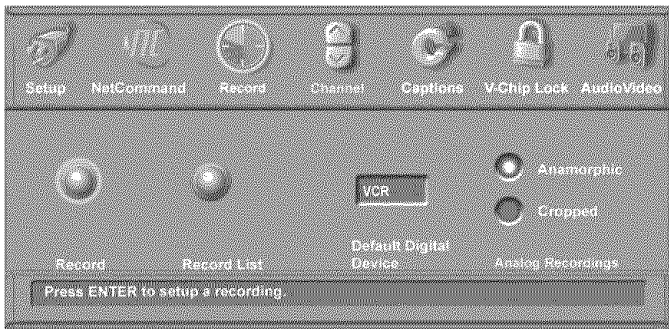 Setup NetCommand Record Channel Captions V-Chip Lock AudioVideo
VCR
Anamorphic
Cropped
Record Record List Default Digital Device Analog Recordings
Press ENTER to setup a recording.